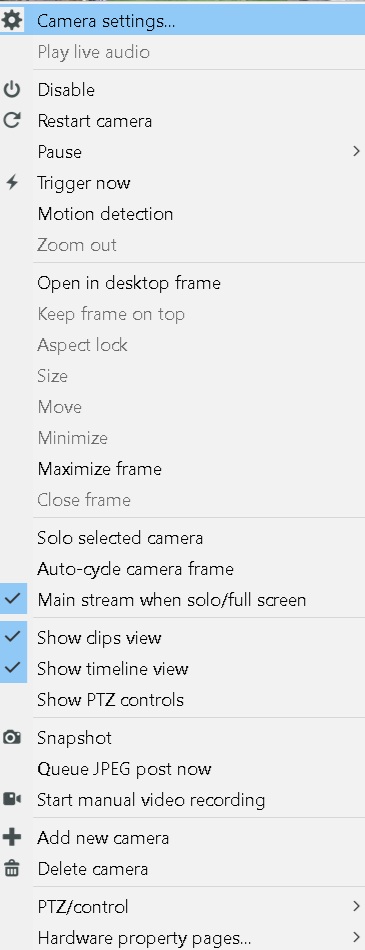 Camera settings...
Play live audio
Disable
Restart camera
Pause
Trigger now
Motion detection
Zoom out
Open in desktop frame
Keep frame on top
Aspect lock
Size
Move
Minimize
Maximize frame
Close frame
Solo selected camera
Auto-cycle camera frame
Main stream when solo/full screen
Show clips view
Show timeline view
Show PTZ controls
Snapshot
Queue JPEG post now
Start manual video recording
Add new camera
Delete camera
PTZ/control
Hardware property pages...